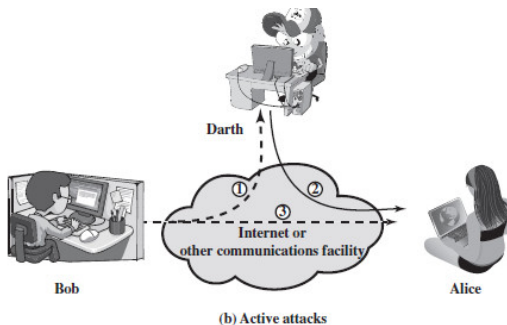 Darth
①
②
③
Internet or
other communications facility
Bob
Alice
(b) Active attacks